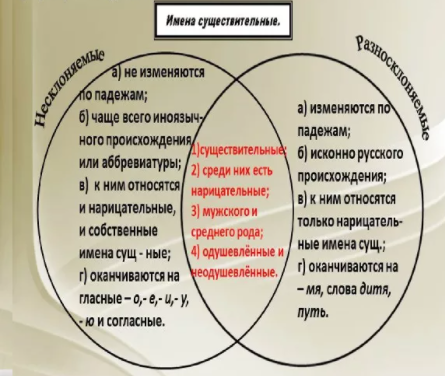 Имена существительные.
Несклоняемые
Разносклоняемые
а) не изменяются
по падежам;
б) чаще всего иноязыч-
ного происхождения
или аббревиатуры;
в) к ним относятся
и нарицательные,
и собственные
имена сущ - ные;
г) оканчиваются на
гласные – о,- е,- и,- у,
- ю и согласные.
1)существительные;
2) среди них есть
нарицательные;
3) мужского и
среднего рода;
4) одушевлённые и
неодушевлённые.
а) изменяются по
падежам;
б) исконно русского
происхождения;
в) к ним относятся
только нарицатель-
ные имена сущ.;
г) оканчиваются на
– мя, слова дитя,
путь.